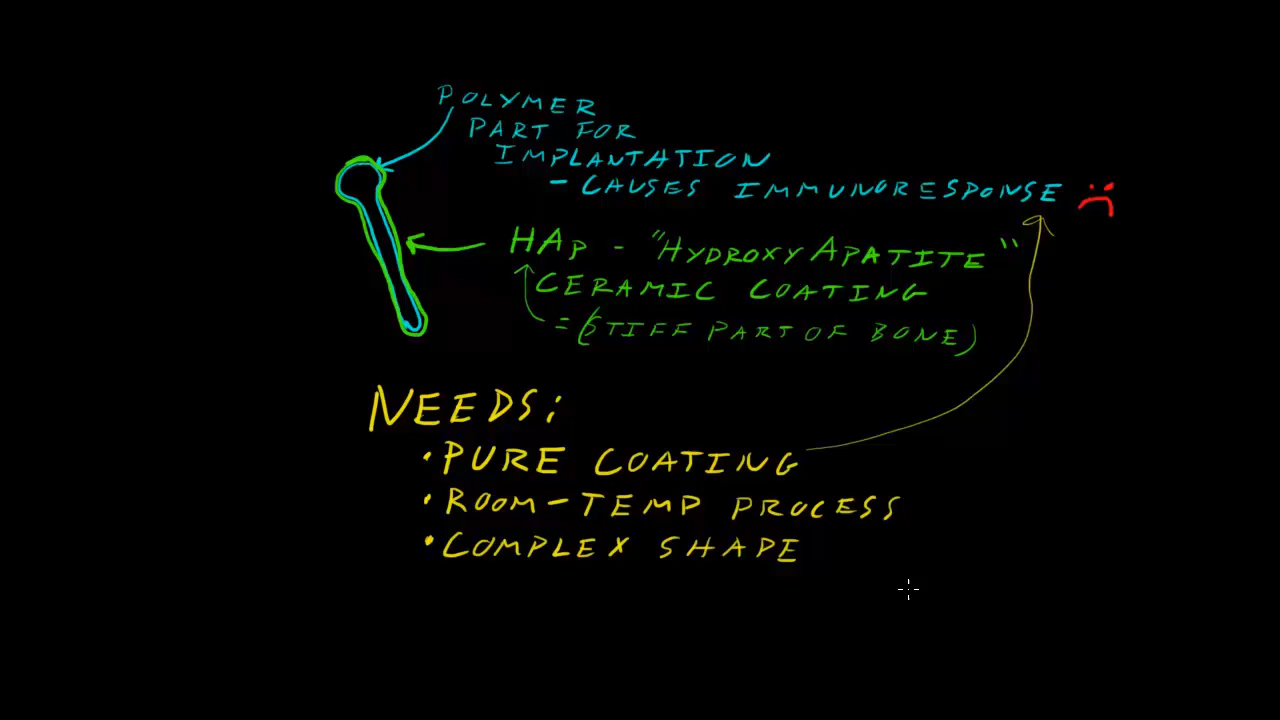 POLYMER
PART FOR
IMPLANTATION
- CAUSES IMMUNORESPONSE
HAp - "HYDROXYAPATITE"
CERAMIC COATING
= (STIFF PART OF BONE)
NEEDS:
• PURE COATING
• ROOM-TEMP PROCESS
• COMPLEX SHAPE